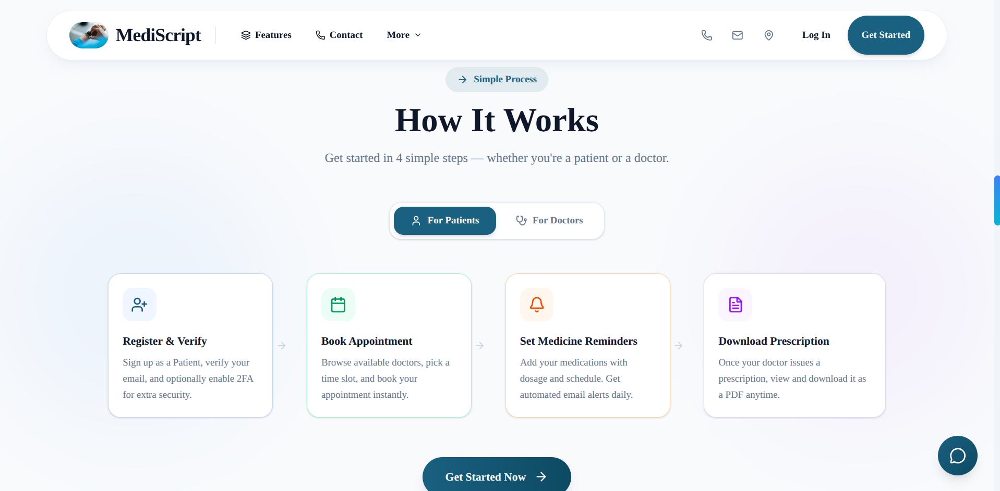 MediScript
Features
Contact
More
Log In
Get Started
Simple Process
How It Works
Get started in 4 simple steps — whether you're a patient or a doctor.
For Patients
For Doctors
Register & Verify
Sign up as a Patient, verify your
email, and optionally enable 2FA
for extra security.
Book Appointment
Browse available doctors, pick a
time slot, and book your
appointment instantly.
Set Medicine Reminders
Add your medications with
dosage and schedule. Get
automated email alerts daily.
Download Prescription
Once your doctor issues a
prescription, view and download it as
a PDF anytime.
Get Started Now